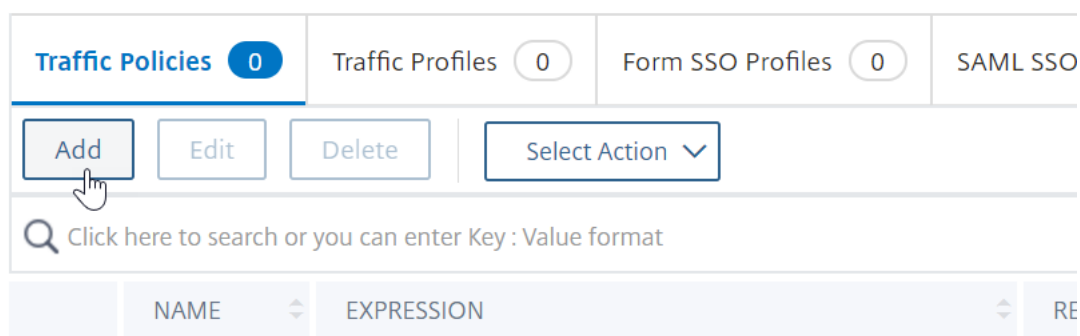 Traffic Policies 0 Traffic Profiles 0 Form SSO Profiles 0 SAML SSO
Add Edit Delete Select Action
Click here to search or you can enter Key : Value format
NAME EXPRESSION